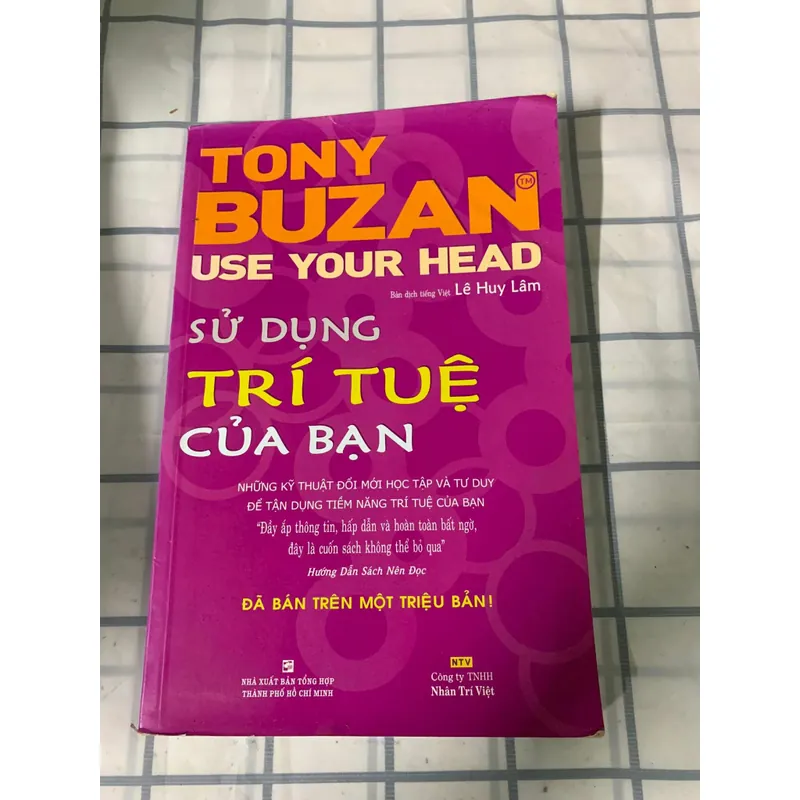 TONY
BUZAN TM
USE YOUR HEAD
Bản dịch tiếng Việt Lê Huy Lâm
SỬ DỤNG
TRÍ TUỆ
CỦA BẠN
NHỮNG KỸ THUẬT ĐỔI MỚI HỌC TẬP VÀ TƯ DUY
ĐỂ TẬN DỤNG TIỀM NĂNG TRÍ TUỆ CỦA BẠN
“Đầy ắp thông tin, hấp dẫn và hoàn toàn bất ngờ,
đây là cuốn sách không thể bỏ qua”
Hướng Dẫn Sách Nên Đọc
ĐÃ BÁN TRÊN MỘT TRIỆU BẢN!
NHÀ XUẤT BẢN TỔNG HỢP
THÀNH PHỐ HỒ CHÍ MINH
NTV
Công ty TNHH
Nhân Trí Việt